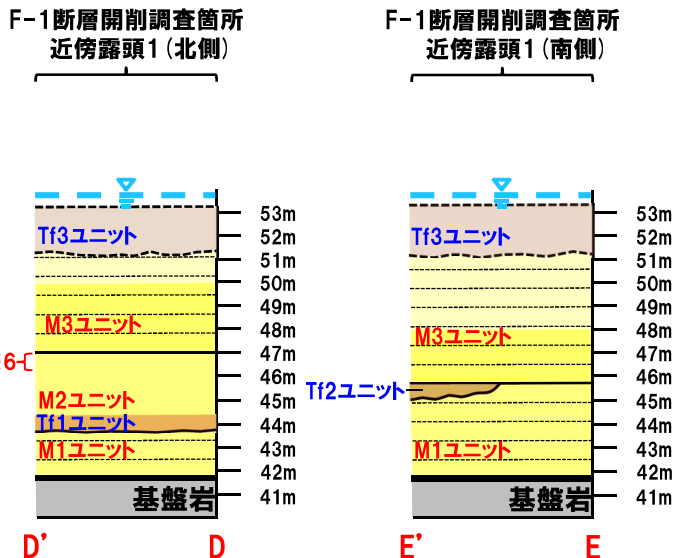 F-1断層開削調査箇所
近傍露頭1(北側)
F-1断層開削調査箇所
近傍露頭1(南側)
Tf3ユニット
M3ユニット
6
M2ユニット
Tf1ユニット
M1ユニット
基盤岩
53m
52m
51m
50m
49m
48m
47m
46m
45m
44m
43m
42m
41m
D'
D
Tf3ユニット
M3ユニット
Tf2ユニット
M1ユニット
基盤岩
53m
52m
51m
50m
49m
48m
47m
46m
45m
44m
43m
42m
41m
E'
E